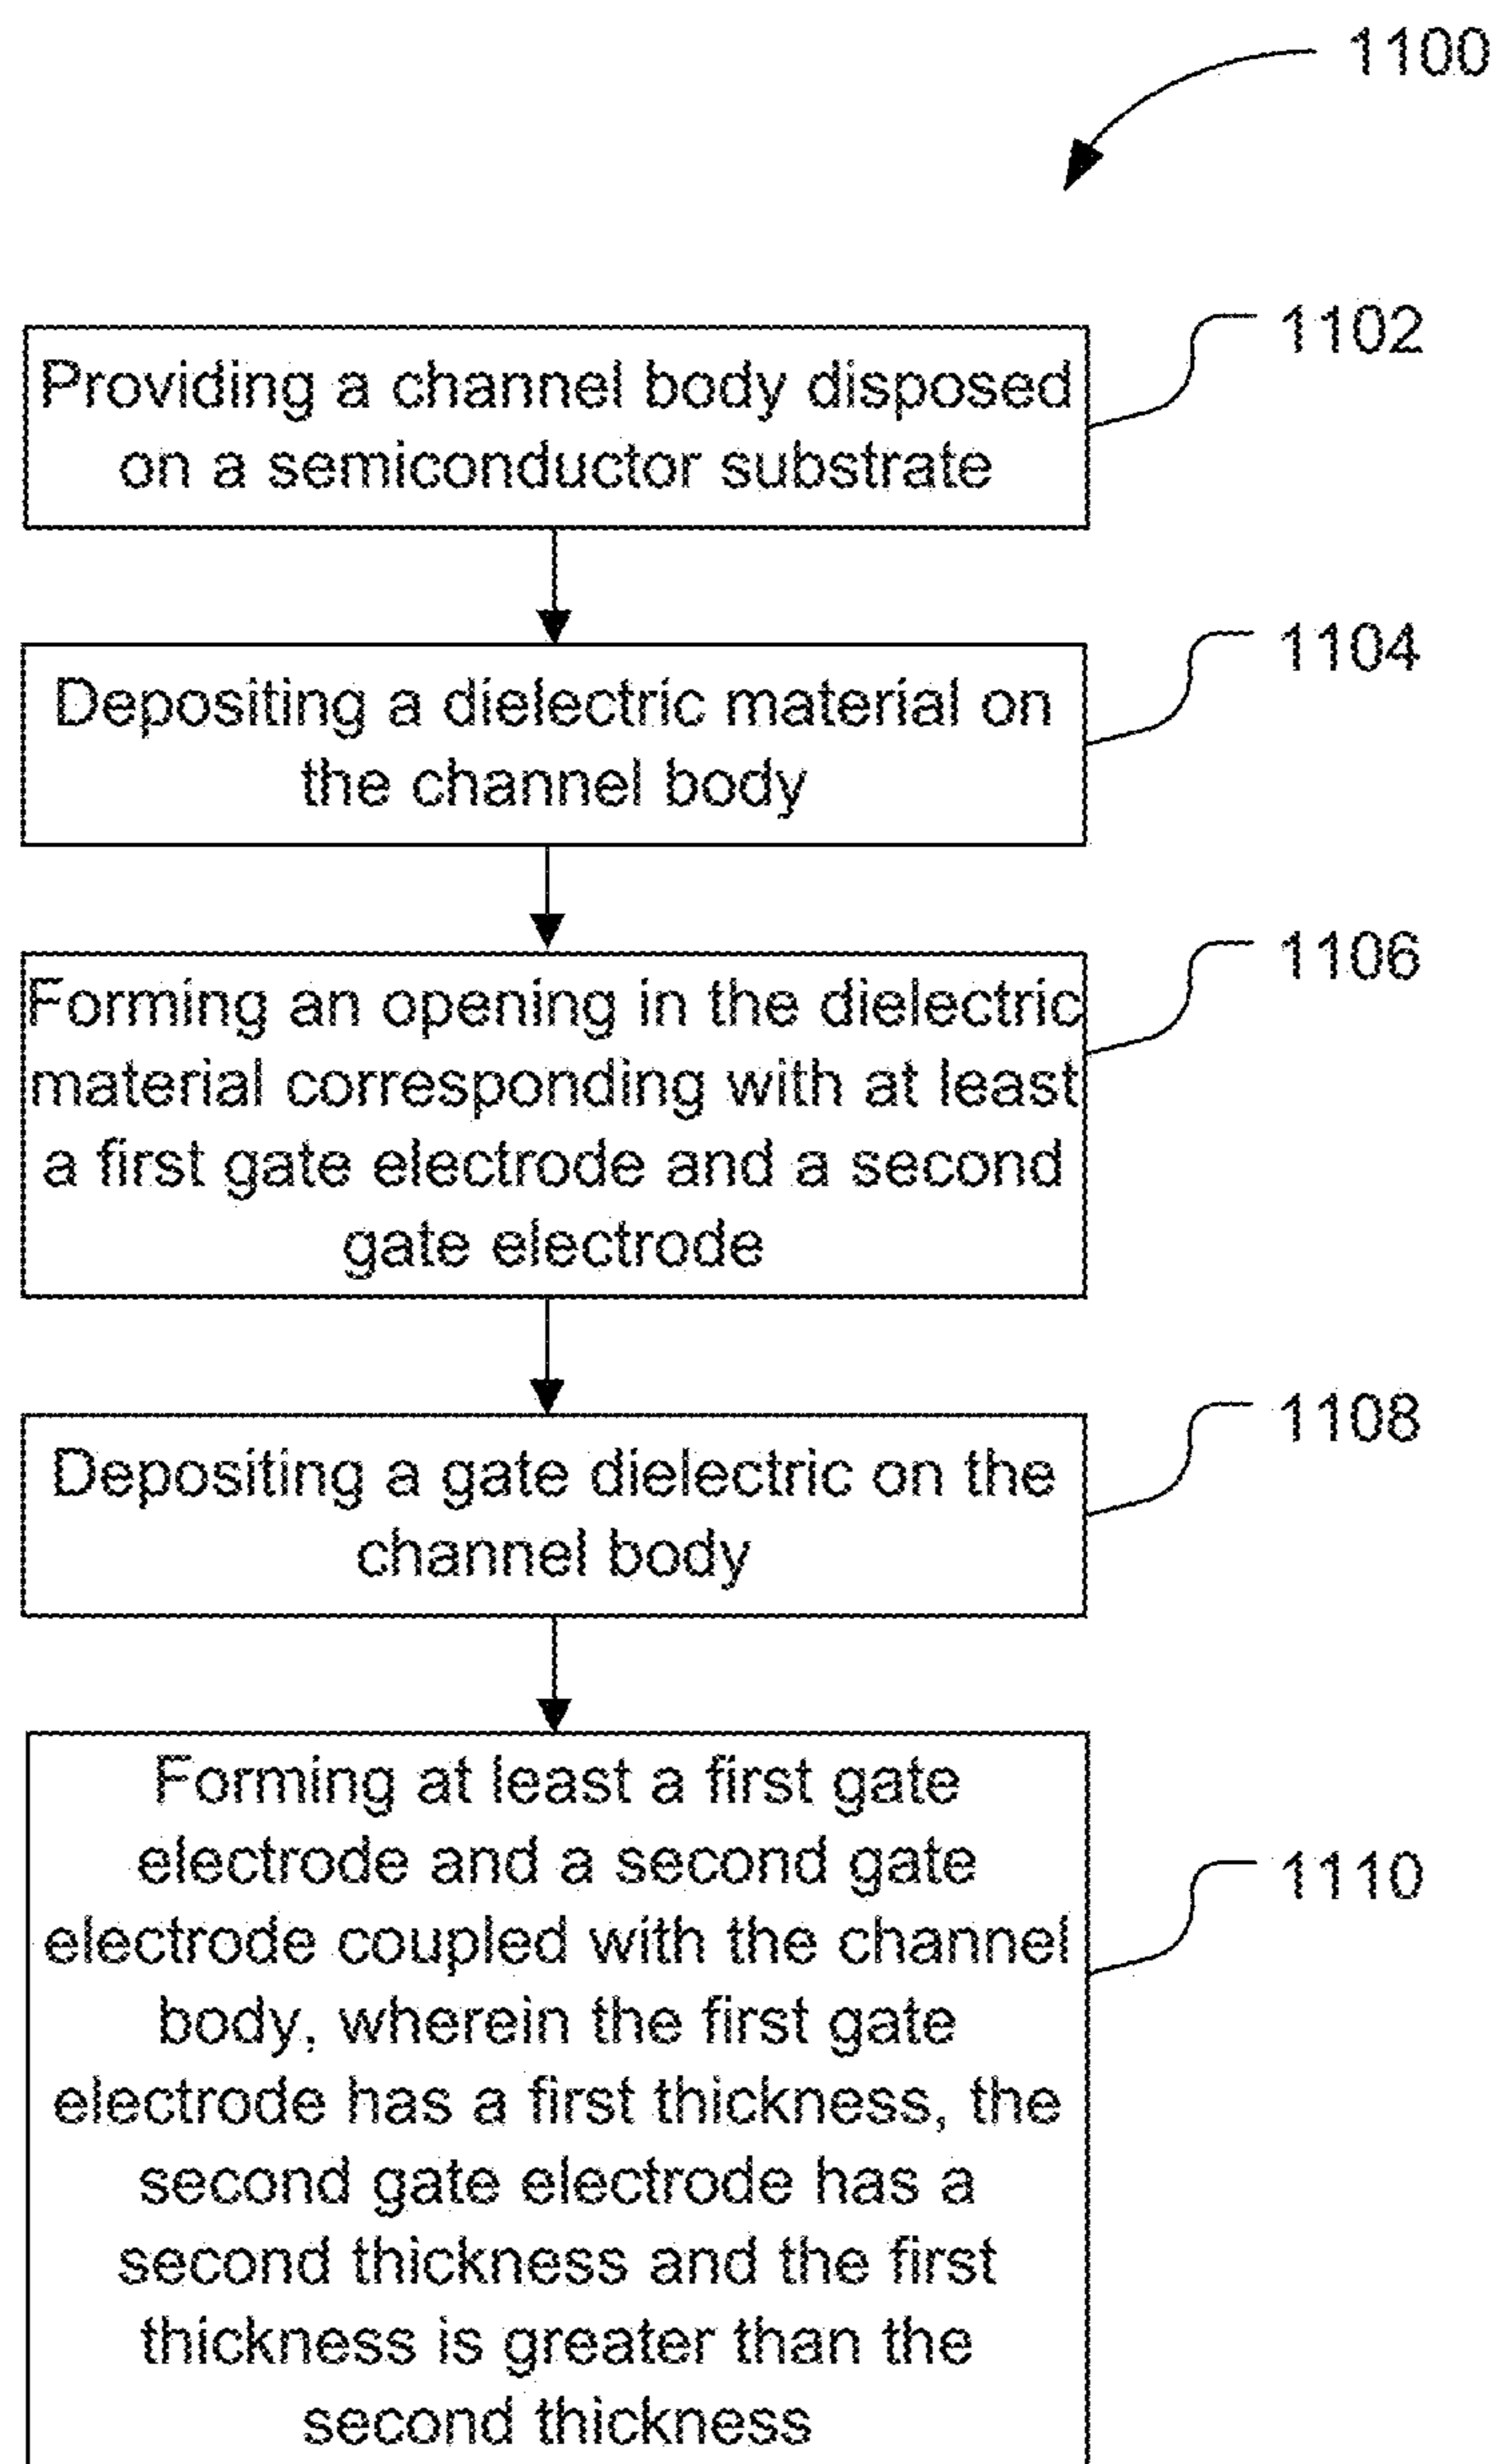 1100
1102
Providing a channel body disposed
on a semiconductor substrate
1104
Depositing a dielectric material on
the channel body
1106
Forming an opening in the dielectric
material corresponding with at least
a first gate electrode and a second
gate electrode
1108
Depositing a gate dielectric on the
channel body
1110
Forming at least a first gate
electrode and a second gate
electrode coupled with the channel
body, wherein the first gate
electrode has a first thickness, the
second gate electrode has a
second thickness and the first
thickness is greater than the
second thickness